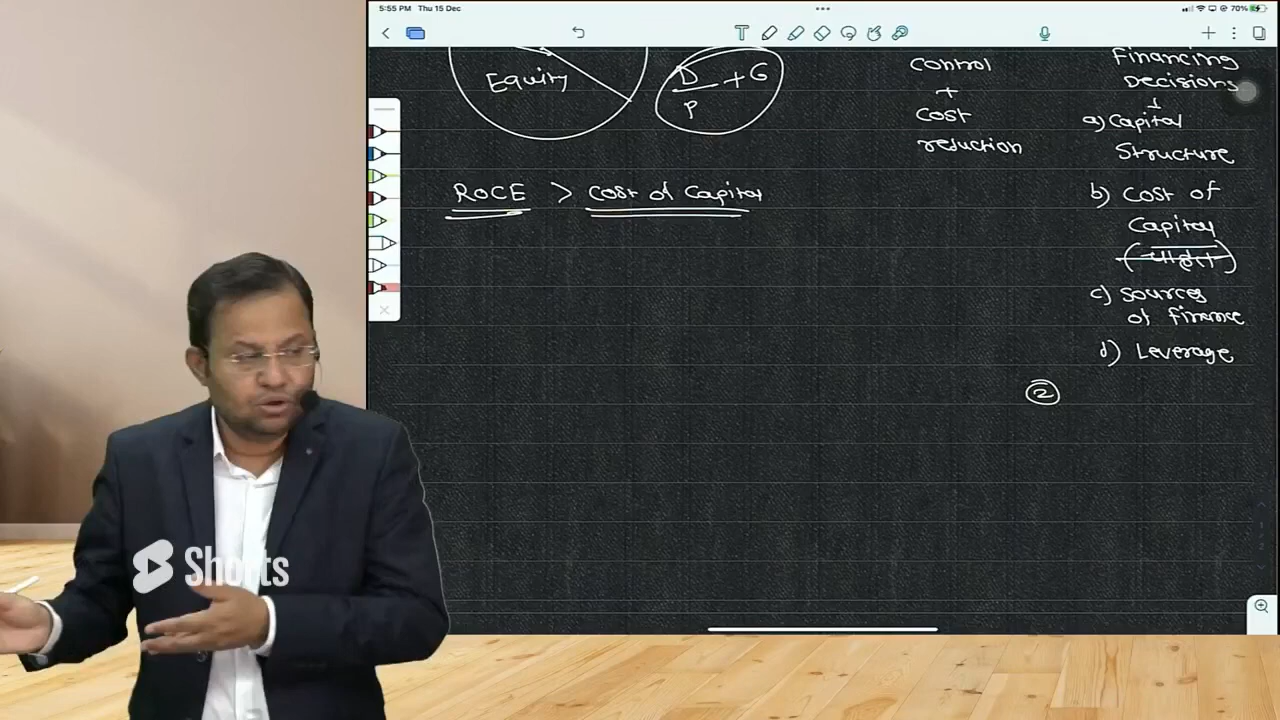 5:55 PM Thu 15 Dec
70%
Equity
D
P
+ G
Control
+
Cost
reduction
Financing
Decisions
a) Capital
Structure
ROCE > Cost of Capital
b) Cost of
Capital
c) Sources
of finance
d) Leverage
2
Shorts